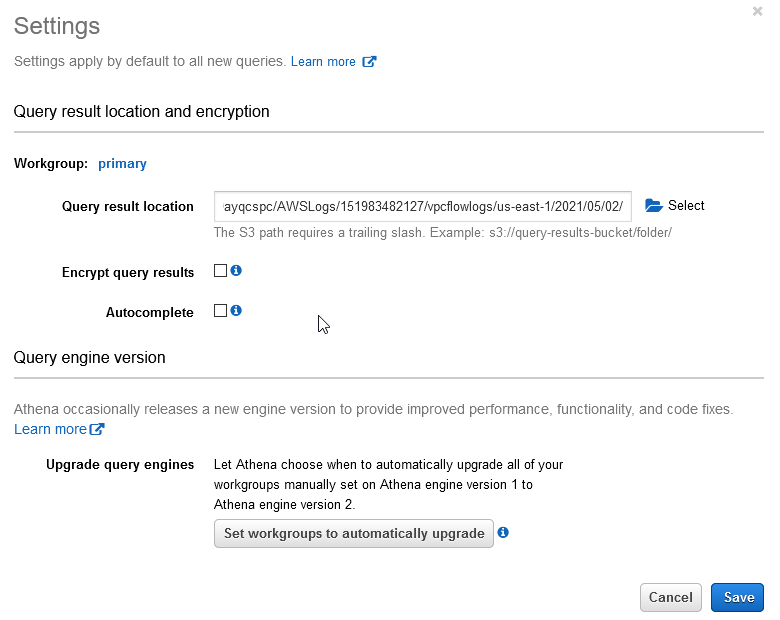 Settings
Settings apply by default to all new queries. Learn more
Query result location and encryption
Workgroup: primary
Query result location ayqcspc/AWSLogs/151983482127/vpcflowlogs/us-east-1/2021/05/02/ Select
The S3 path requires a trailing slash. Example: s3://query-results-bucket/folder/
Encrypt query results
Autocomplete
Query engine version
Athena occasionally releases a new engine version to provide improved performance, functionality, and code fixes.
Learn more
Upgrade query engines Let Athena choose when to automatically upgrade all of your
workgroups manually set on Athena engine version 1 to
Athena engine version 2.
Set workgroups to automatically upgrade
Cancel Save